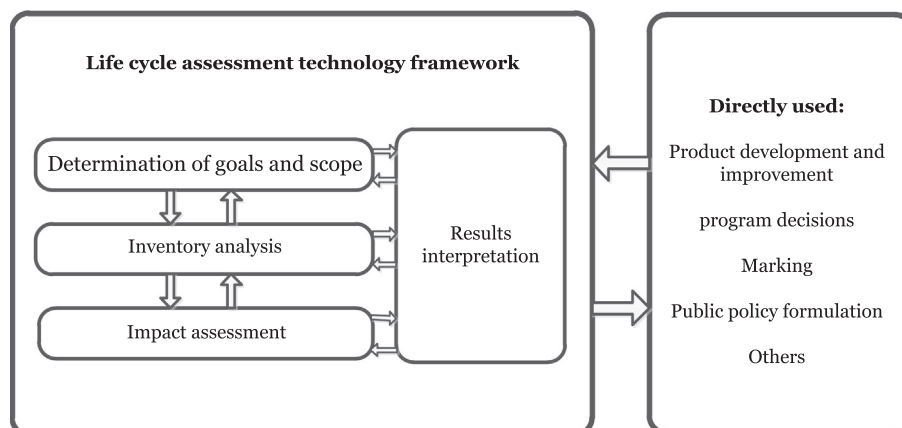 Life cycle assessment technology framework
Determination of goals and scope
Inventory analysis
Impact assessment
Results
interpretation
Directly used:
Product development and
improvement
program decisions
Marking
Public policy formulation
Others